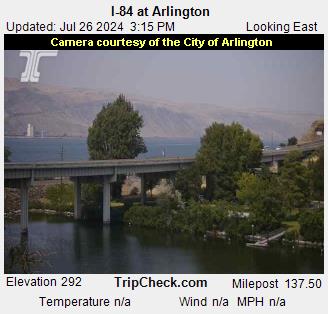 I-84 at Arlington
Updated: Jul 26 2024 3:15 PM Looking East
Camera courtesy of the City of Arlington
Elevation 292 TripCheck.com Milepost 137.50
Temperature n/a Wind n/a MPH n/a